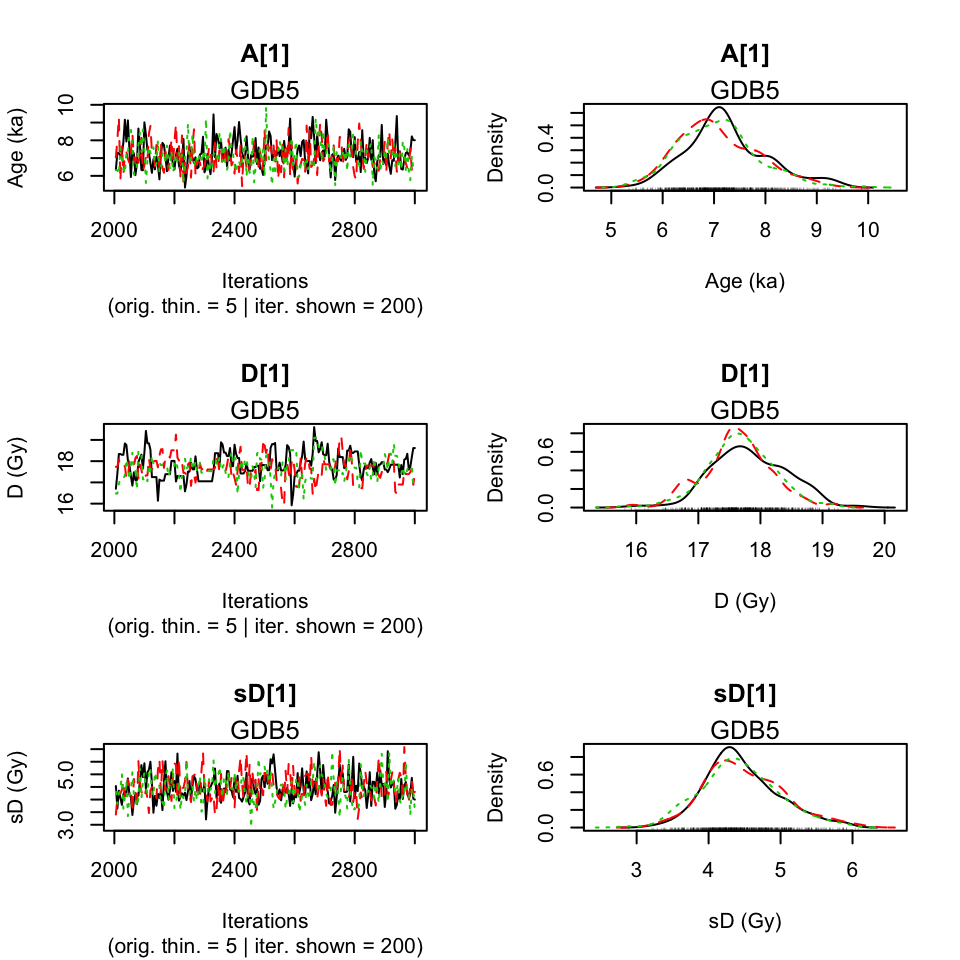 A[1]
GDB5
Age (ka)
10
8
6
2000 2400 2800
Iterations
(orig. thin. = 5 | iter. shown = 200)
A[1]
GDB5
Density
0.4
0.0
5 6 7 8 9 10
Age (ka)
D[1]
GDB5
D (Gy)
18
16
2000 2400 2800
Iterations
(orig. thin. = 5 | iter. shown = 200)
D[1]
GDB5
Density
0.6
0.0
16 17 18 19 20
D (Gy)
sD[1]
GDB5
sD (Gy)
5.0
3.0
2000 2400 2800
Iterations
(orig. thin. = 5 | iter. shown = 200)
sD[1]
GDB5
Density
0.6
0.0
3 4 5 6
sD (Gy)